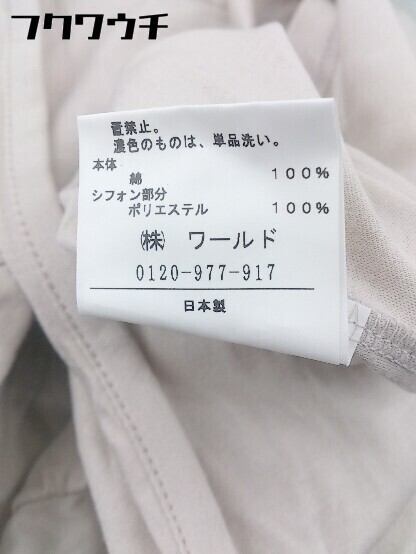 フクワウチ
置禁止。
濃色のものは、単品洗い。
本体
綿 100%
シフォン部分
ポリエステル 100%
㈱ ワールド
0120-977-917
日本製